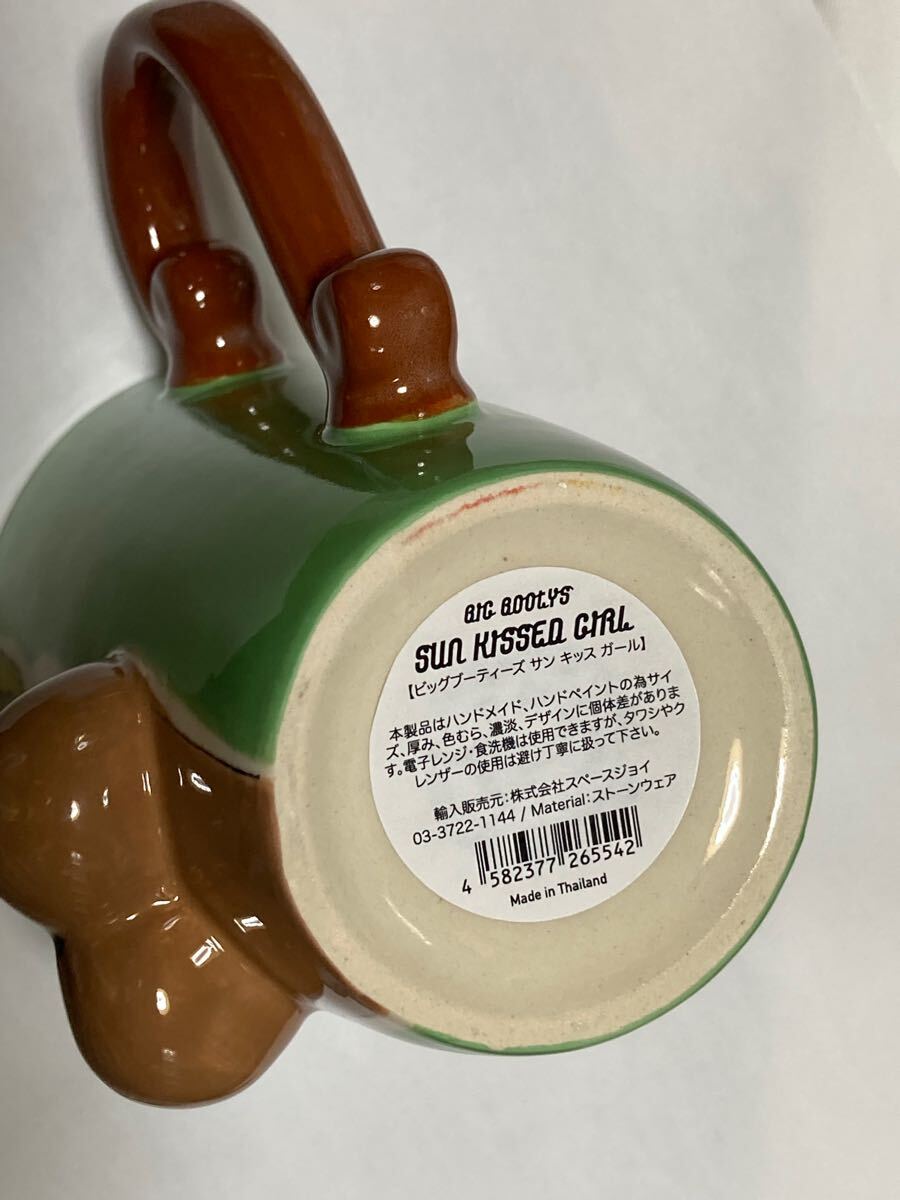 BIG BOOTYS
SUN KISSED GIRL
【ビッグブーティーズ サン キッス ガール】
本製品はハンドメイド、ハンドペイントの為サイ
ズ、厚み、色むら、濃淡、デザインに個体差がありま
す。電子レンジ・食洗機は使用できますが、タワシやク
レンザーの使用は避け丁寧に扱って下さい。
輸入販売元：株式会社スペースジョイ
03-3722-1144 / Material：ストーンウェア
4 582377 265542
Made in Thailand